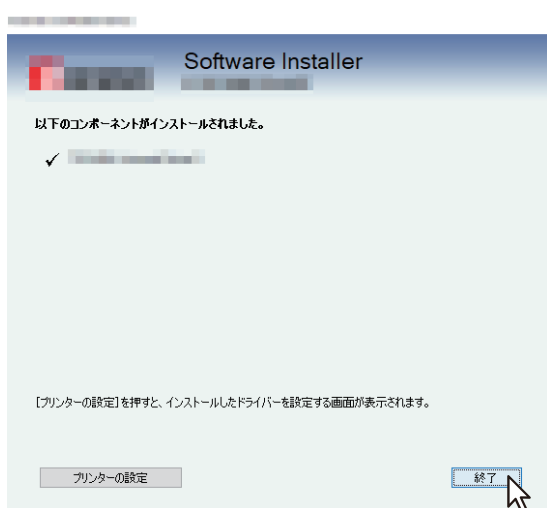 Software Installer
以下のコンポーネントがインストールされました。
[プリンターの設定]を押すと、インストールしたドライバーを設定する画面が表示されます。
プリンターの設定
終了